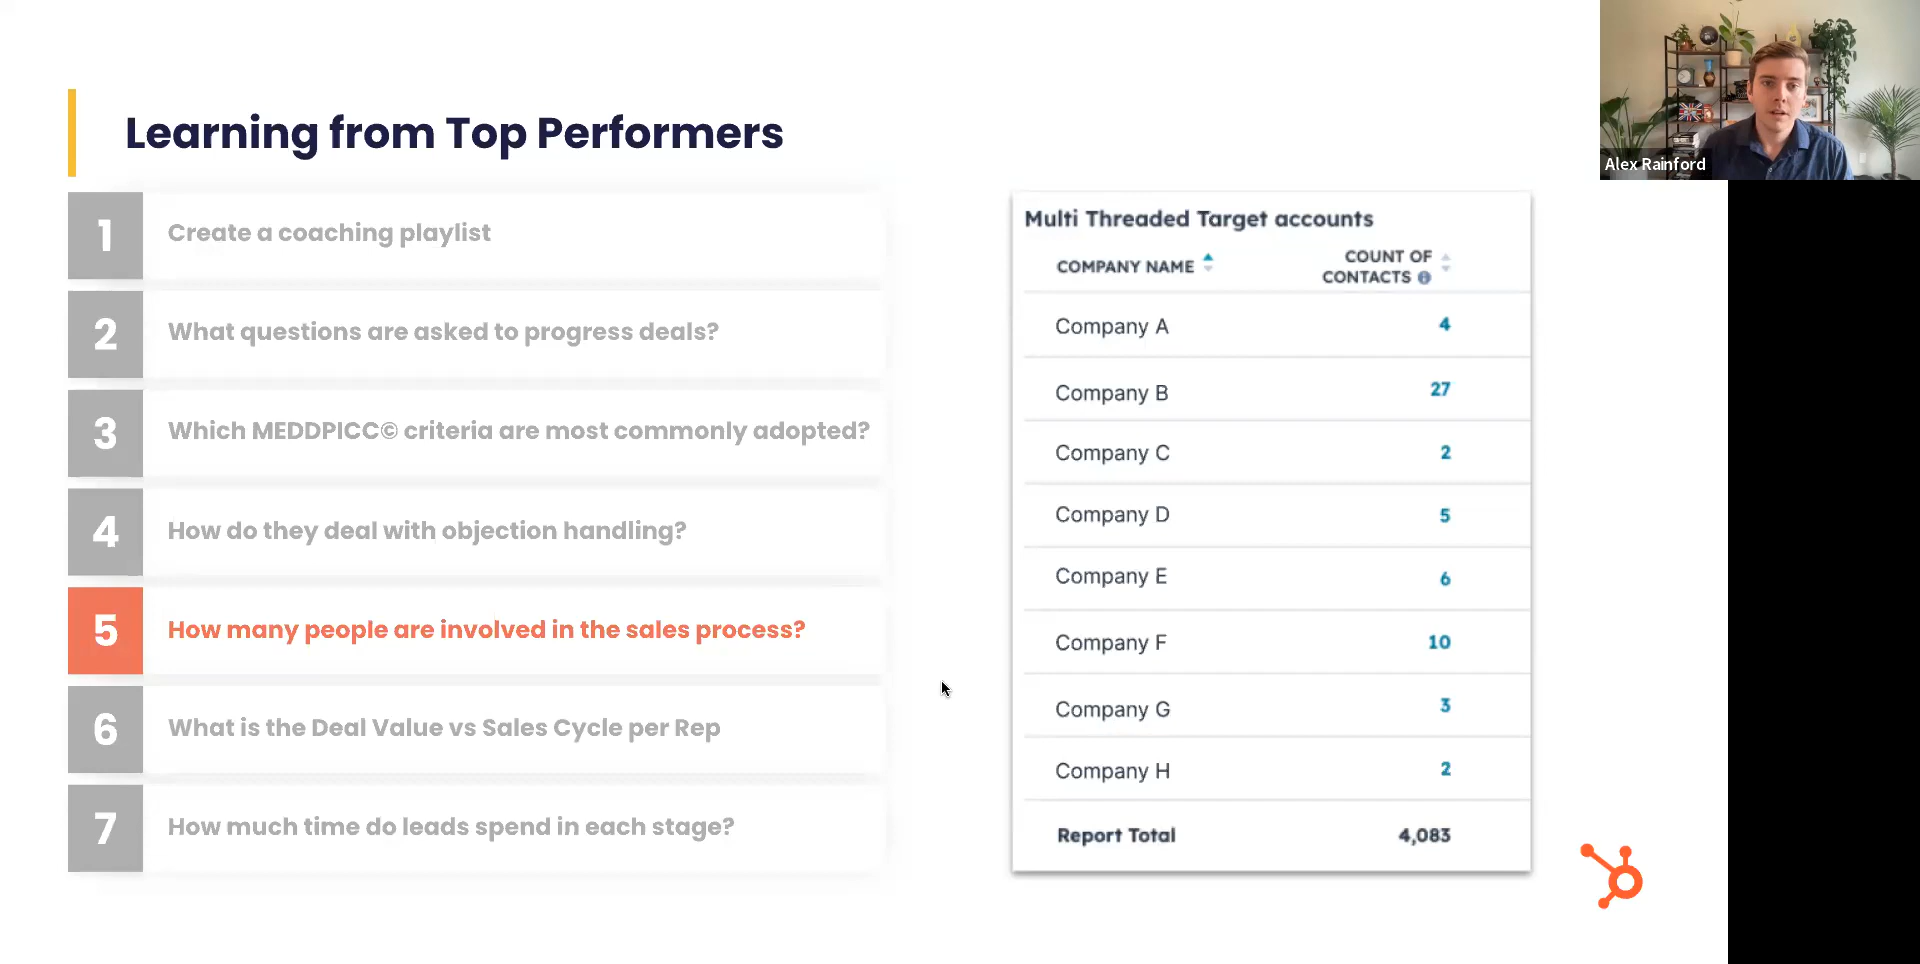 Learning from Top Performers
1 Create a coaching playlist
2 What questions are asked to progress deals?
3 Which MEDDPICC© criteria are most commonly adopted?
4 How do they deal with objection handling?
5 How many people are involved in the sales process?
6 What is the Deal Value vs Sales Cycle per Rep
7 How much time do leads spend in each stage?
Multi Threaded Target accounts
COMPANY NAME COUNT OF
CONTACTS
Company A 4
Company B 27
Company C 2
Company D 5
Company E 6
Company F 10
Company G 3
Company H 2
Report Total 4,083
Alex Rainford